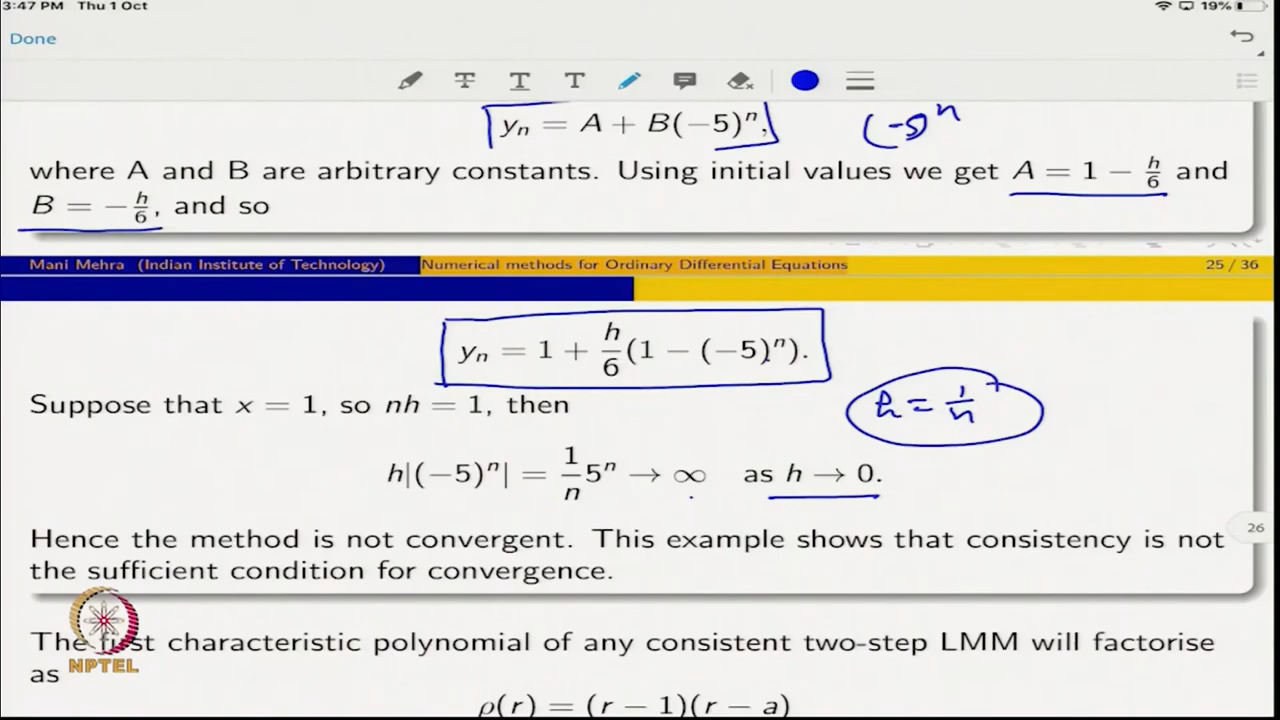 3:47 PM Thu 1 Oct
19%
Done
yₙ = A + B(−5)ⁿ, (-5)ⁿ
where A and B are arbitrary constants. Using initial values we get A = 1 − h/6 and
B = −h/6, and so
Mani Mehra (Indian Institute of Technology) Numerical methods for Ordinary Differential Equations 25 / 36
yₙ = 1 + h/6(1 − (−5)ⁿ).
Suppose that x = 1, so nh = 1, then
h = 1/n
h|(−5)ⁿ| = 1/n 5ⁿ → ∞ as h → 0.
Hence the method is not convergent. This example shows that consistency is not
26
the sufficient condition for convergence.
The first characteristic polynomial of any consistent two-step LMM will factorise
as
NPTEL
ρ(r) = (r − 1)(r − a)